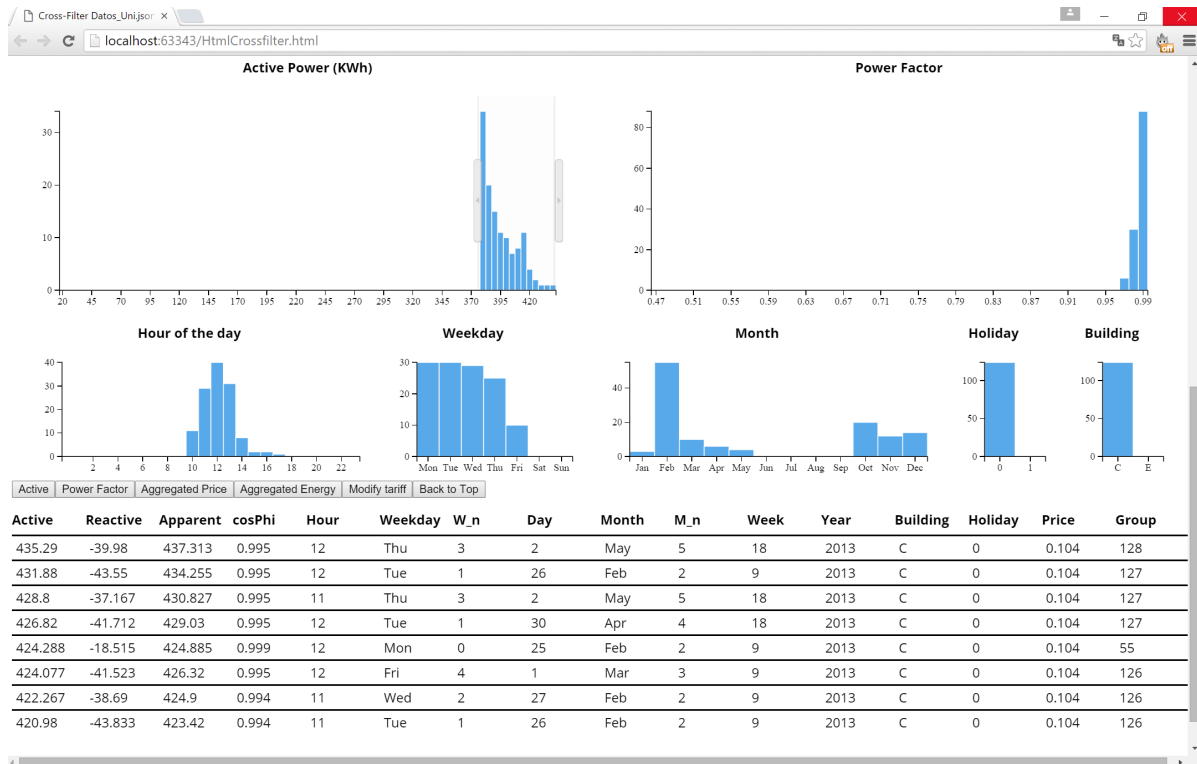 Cross-Filter Datos_Uni.json
localhost:63343/HtmlCrossfilter.html
off
Active Power (KWh) Power Factor
30
20
10
0
20 45 70 95 120 145 170 195 220 245 270 295 320 345 370 395 420
80
60
40
20
0
0.47 0.51 0.55 0.59 0.63 0.67 0.71 0.75 0.79 0.83 0.87 0.91 0.95 0.99
Hour of the day Weekday Month Holiday Building
40
30
20
10
0
2 4 6 8 10 12 14 16 18 20 22
30
20
10
0
Mon Tue Wed Thu Fri Sat Sun
40
20
0
Jan Feb Mar Apr May Jun Jul Aug Sep Oct Nov Dec
100
50
0
0 1
100
50
0
C E
Active Power Factor Aggregated Price Aggregated Energy Modify tariff Back to Top
Active Reactive Apparent cosPhi Hour Weekday W_n Day Month M_n Week Year Building Holiday Price Group
435.29 -39.98 437.313 0.995 12 Thu 3 2 May 5 18 2013 C 0 0.104 128
431.88 -43.55 434.255 0.995 12 Tue 1 26 Feb 2 9 2013 C 0 0.104 127
428.8 -37.167 430.827 0.995 11 Thu 3 2 May 5 18 2013 C 0 0.104 127
426.82 -41.712 429.03 0.995 12 Tue 1 30 Apr 4 18 2013 C 0 0.104 127
424.288 -18.515 424.885 0.999 12 Mon 0 25 Feb 2 9 2013 C 0 0.104 55
424.077 -41.523 426.32 0.995 12 Fri 4 1 Mar 3 9 2013 C 0 0.104 126
422.267 -38.69 424.9 0.994 11 Wed 2 27 Feb 2 9 2013 C 0 0.104 126
420.98 -43.833 423.42 0.994 11 Tue 1 26 Feb 2 9 2013 C 0 0.104 126